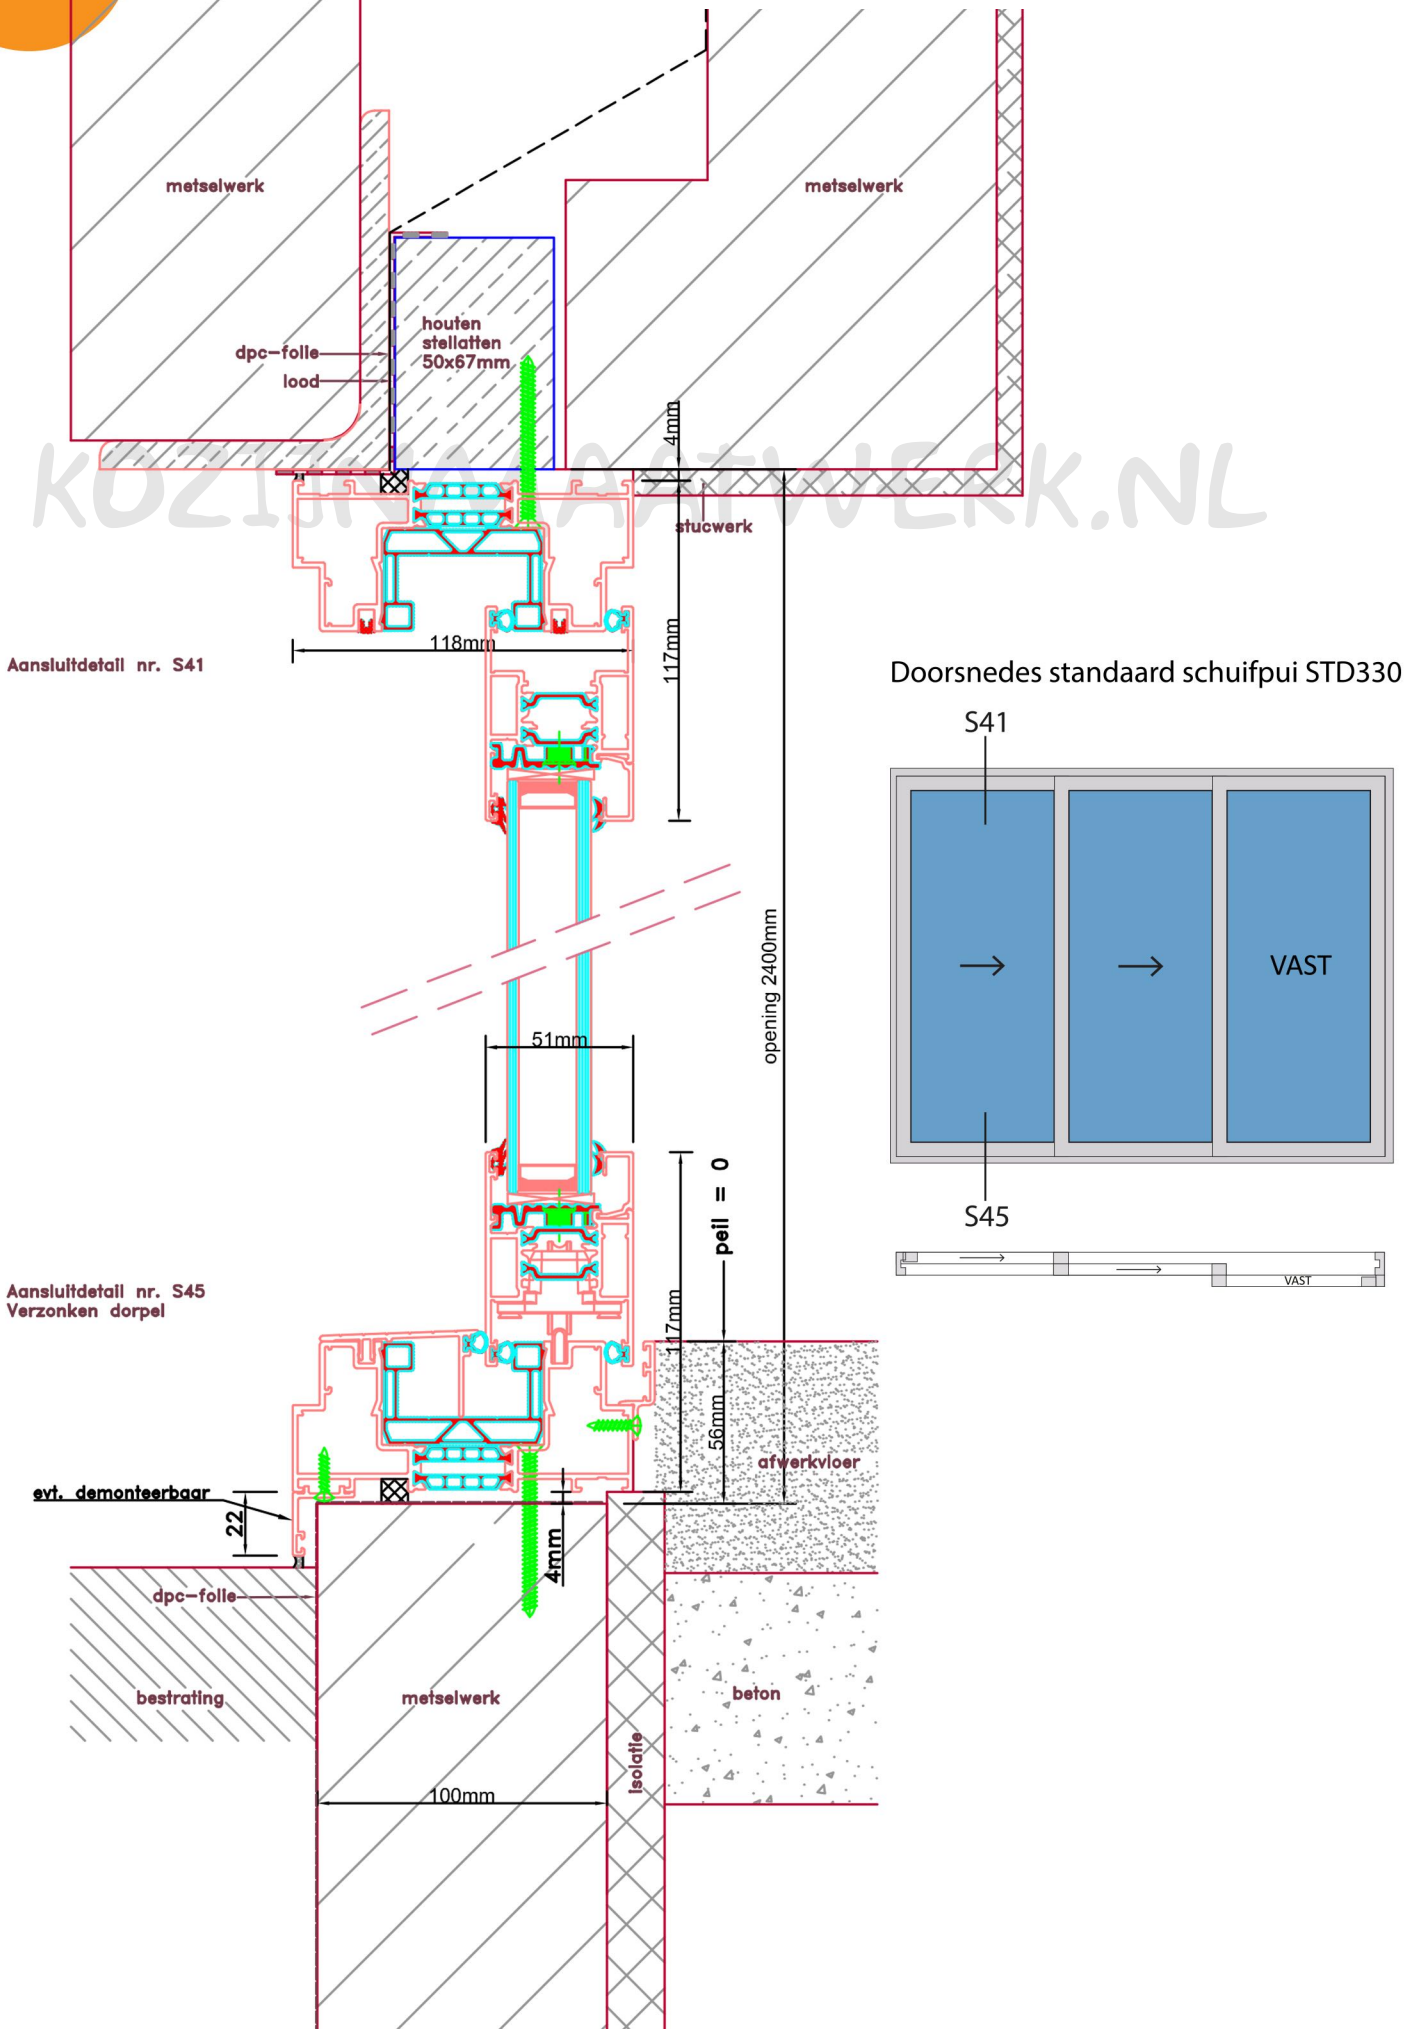 metselwerk
metselwerk
houten
stellatten
50x67mm
dpc-folie
lood
4mm
KOZIJNMAATWERK.NL
stucwerk
118mm
117mm
Aansluitdetail nr. S41
Doorsnedes standaard schuifpui STD330
S41
opening 2400mm
VAST
51mm
peil = 0
S45
VAST
Aansluitdetail nr. S45
Verzonken dorpel
117mm
56mm
afwerkvloer
evt. demonteerbaar
22
4mm
dpc-folie
bestrating
metselwerk
beton
isolatie
100mm